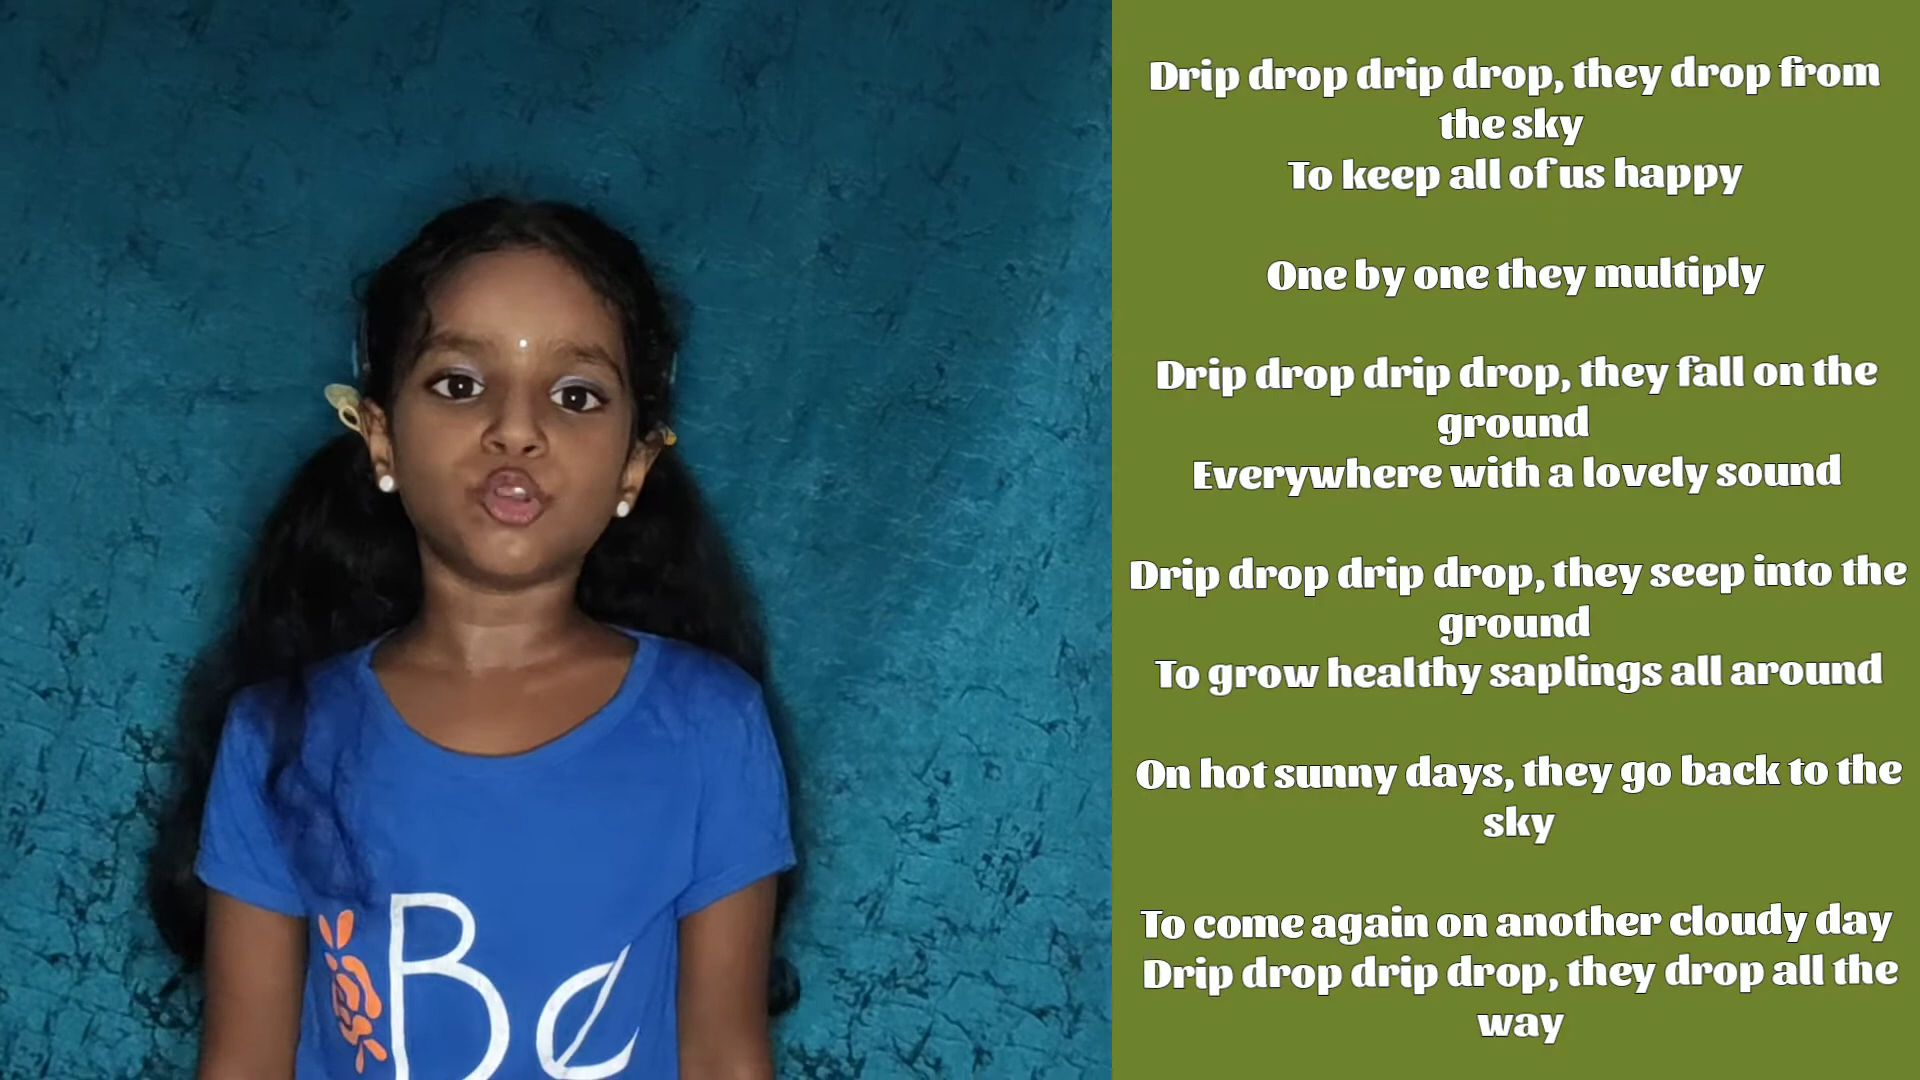 Drip drop drip drop, they drop from
the sky
To keep all of us happy
One by one they multiply
Drip drop drip drop, they fall on the
ground
Everywhere with a lovely sound
Drip drop drip drop, they seep into the
ground
To grow healthy saplings all around
On hot sunny days, they go back to the
sky
To come again on another cloudy day
Drip drop drip drop, they drop all the
way
Be